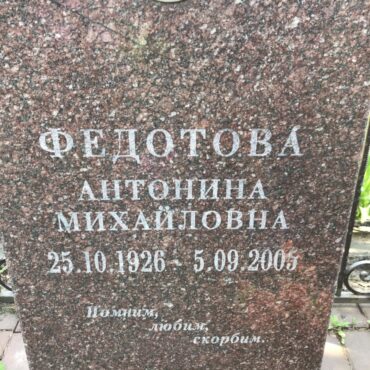 ФЕДОТОВА
АНТОНИНА
МИХАЙЛОВНА
25.10.1926 - 5.09.2005
Помним,
любим,
скорбим.